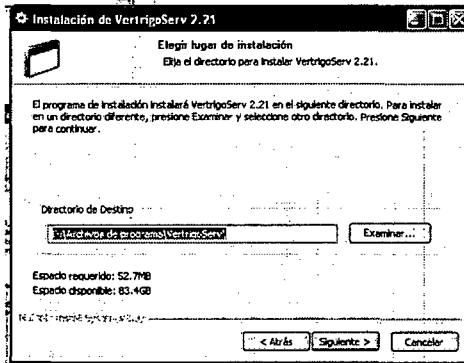 Instalación de VertrigoServ 2.21
Elegir lugar de instalación
Elija el directorio para instalar VertrigoServ 2.21.
El programa de instalación instalará VertrigoServ 2.21 en el siguiente directorio. Para instalar
en un directorio diferente, presione Examinar y seleccione otro directorio. Presione Siguiente
para continuar.
Directorio de Destino
\Archivos de programa\VertrigoServ\
Examinar...
Espacio requerido: 52.7MB
Espacio disponible: 83.4GB
< Atrás
Siguiente >
Cancelar